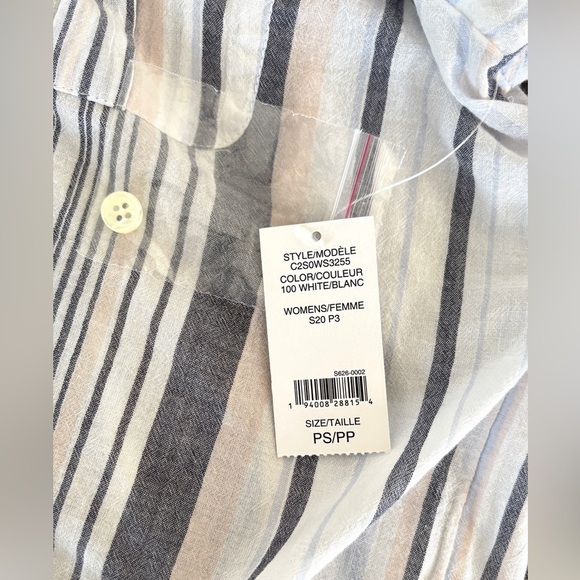 STYLE/MODÈLE
C2S0WS3255
COLOR/COULEUR
100 WHITE/BLANC
WOMENS/FEMME
S20 P3
S626-0002
1 94008 28815 4
SIZE/TAILLE
PS/PP